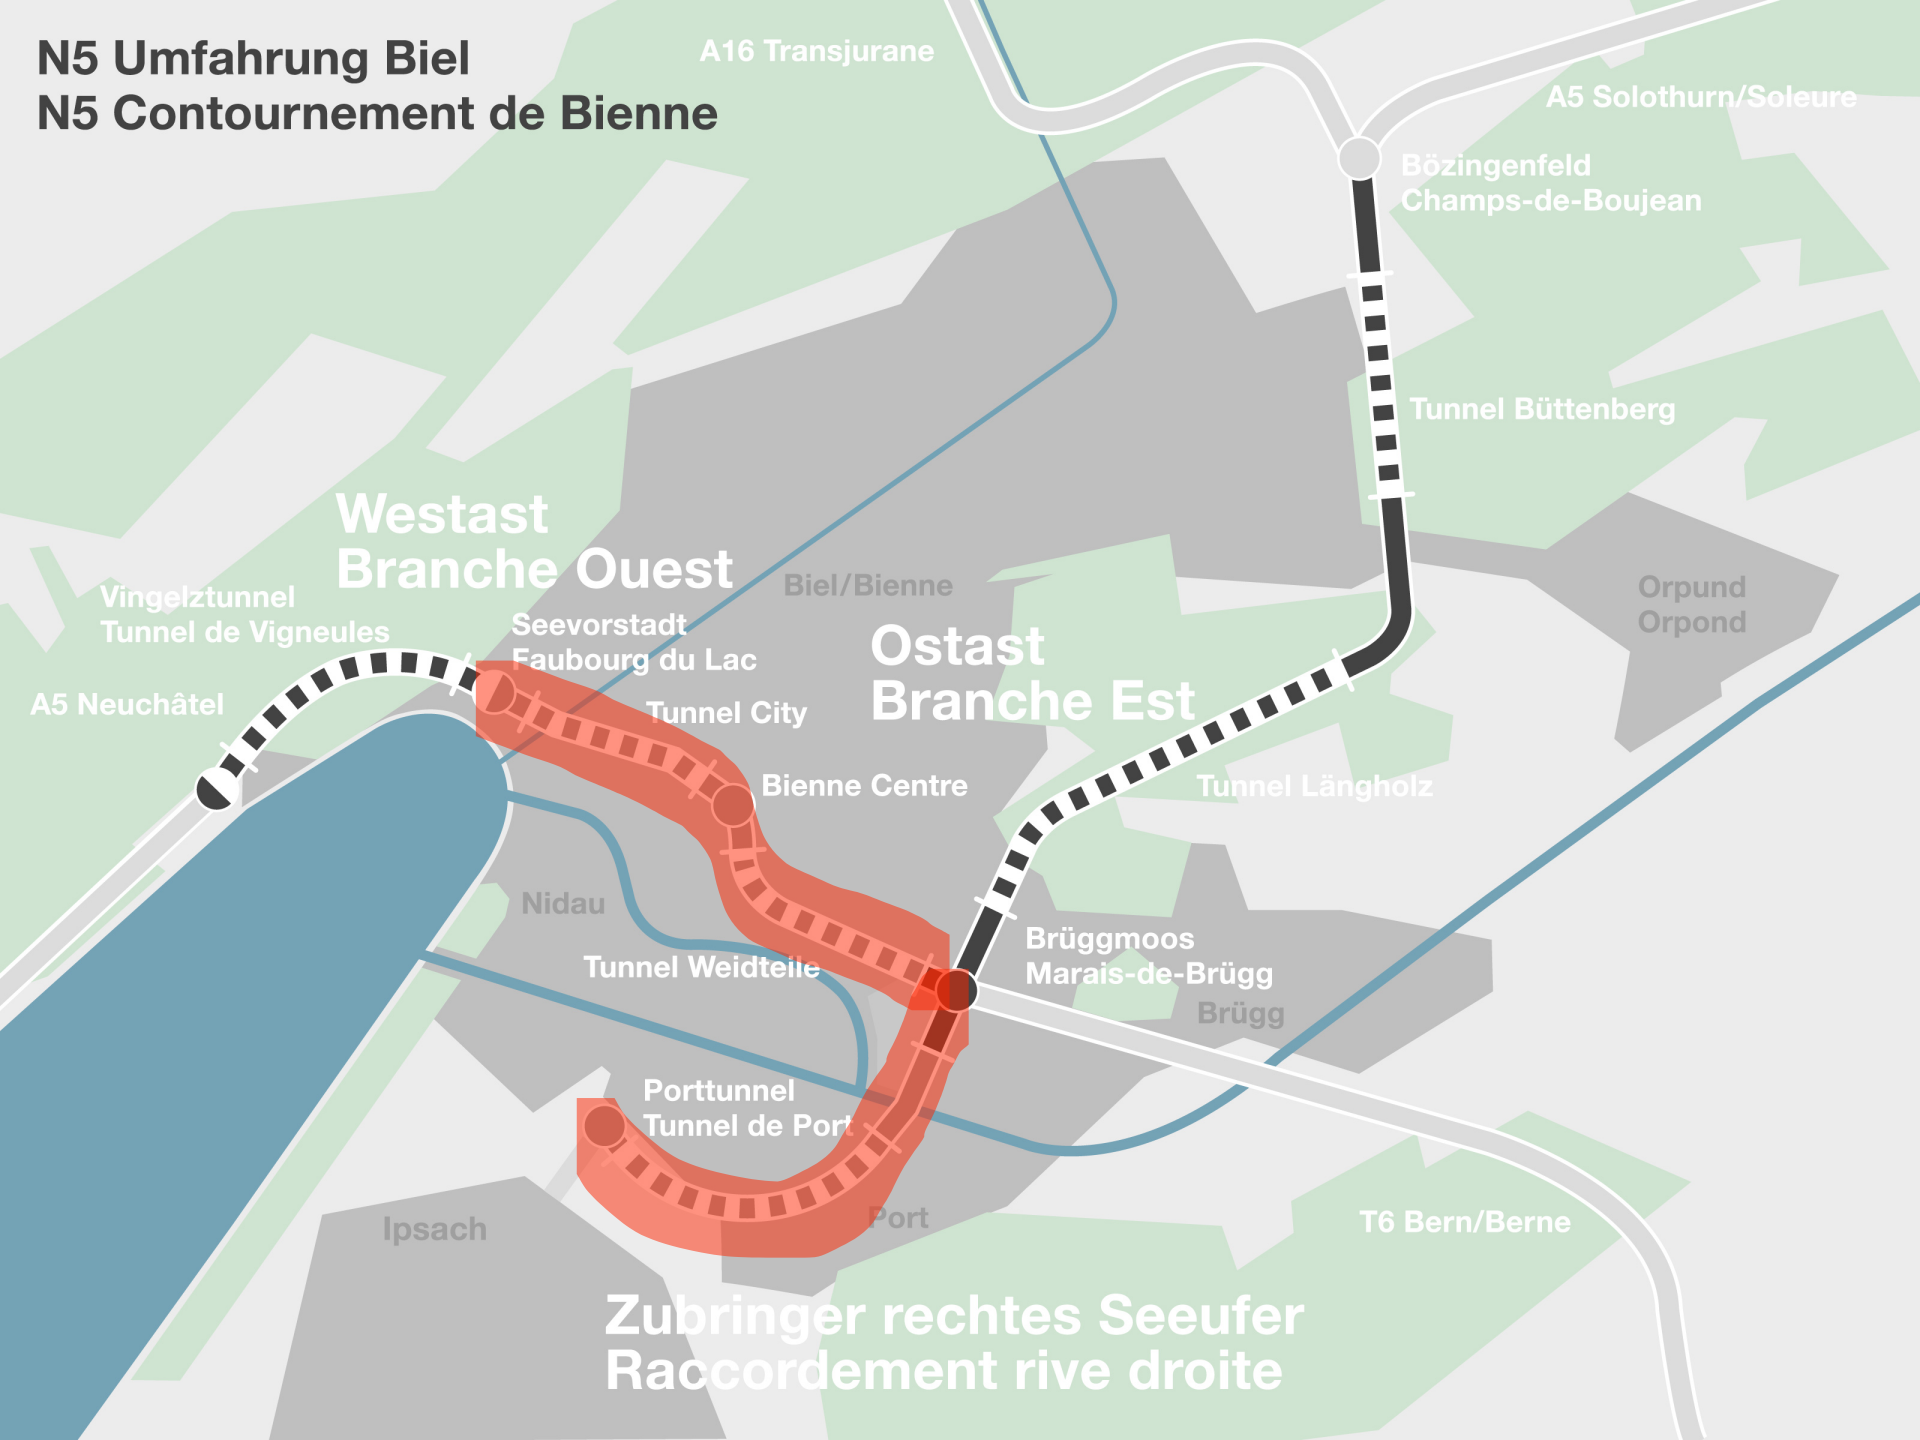 N5 Umfahrung Biel
N5 Contournement de Bienne
A16 Transjurane
A5 Solothurn/Soleure
Bözingenfeld
Champs-de-Boujean
Tunnel Büttenberg
Westast
Branche Ouest
Vingelztunnel
Tunnel de Vigneules
Seevorstadt
Faubourg du Lac
Biel/Bienne
Orpund
Orpond
Ostast
Branche Est
A5 Neuchâtel
Tunnel City
Bienne Centre
Tunnel Längholz
Nidau
Tunnel Weidteile
Brüggmoos
Marais-de-Brügg
Brügg
Porttunnel
Tunnel de Port
Ipsach
Port
T6 Bern/Berne
Zubringer rechtes Seeufer
Raccordement rive droite